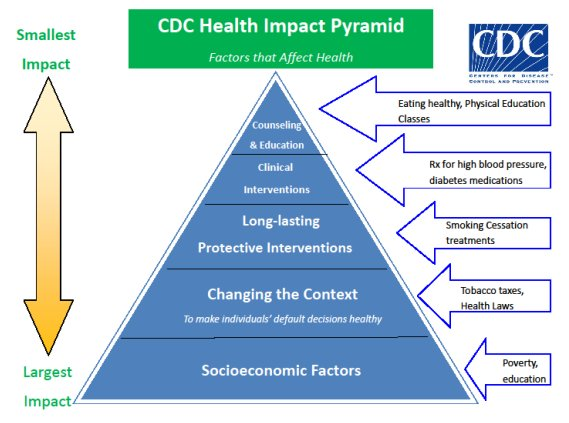 Smallest
Impact
CDC Health Impact Pyramid
Factors that Affect Health
CDC
CENTERS FOR DISEASE
CONTROL AND PREVENTION
Counseling
& Education
Eating healthy, Physical Education
Classes
Clinical
Interventions
Rx for high blood pressure,
diabetes medications
Long-lasting
Protective Interventions
Smoking Cessation
treatments
Changing the Context
To make individuals' default decisions healthy
Tobacco taxes,
Health Laws
Socioeconomic Factors
Poverty,
education
Largest
Impact